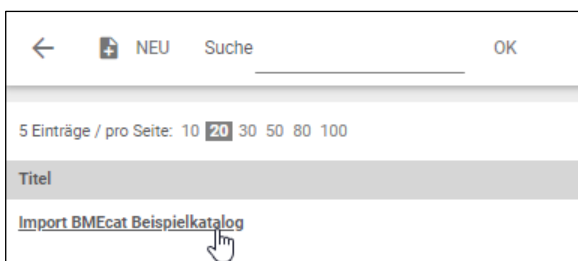 NEU Suche OK
5 Einträge / pro Seite: 10 20 30 50 80 100
Titel
Import BMEcat Beispielkatalog